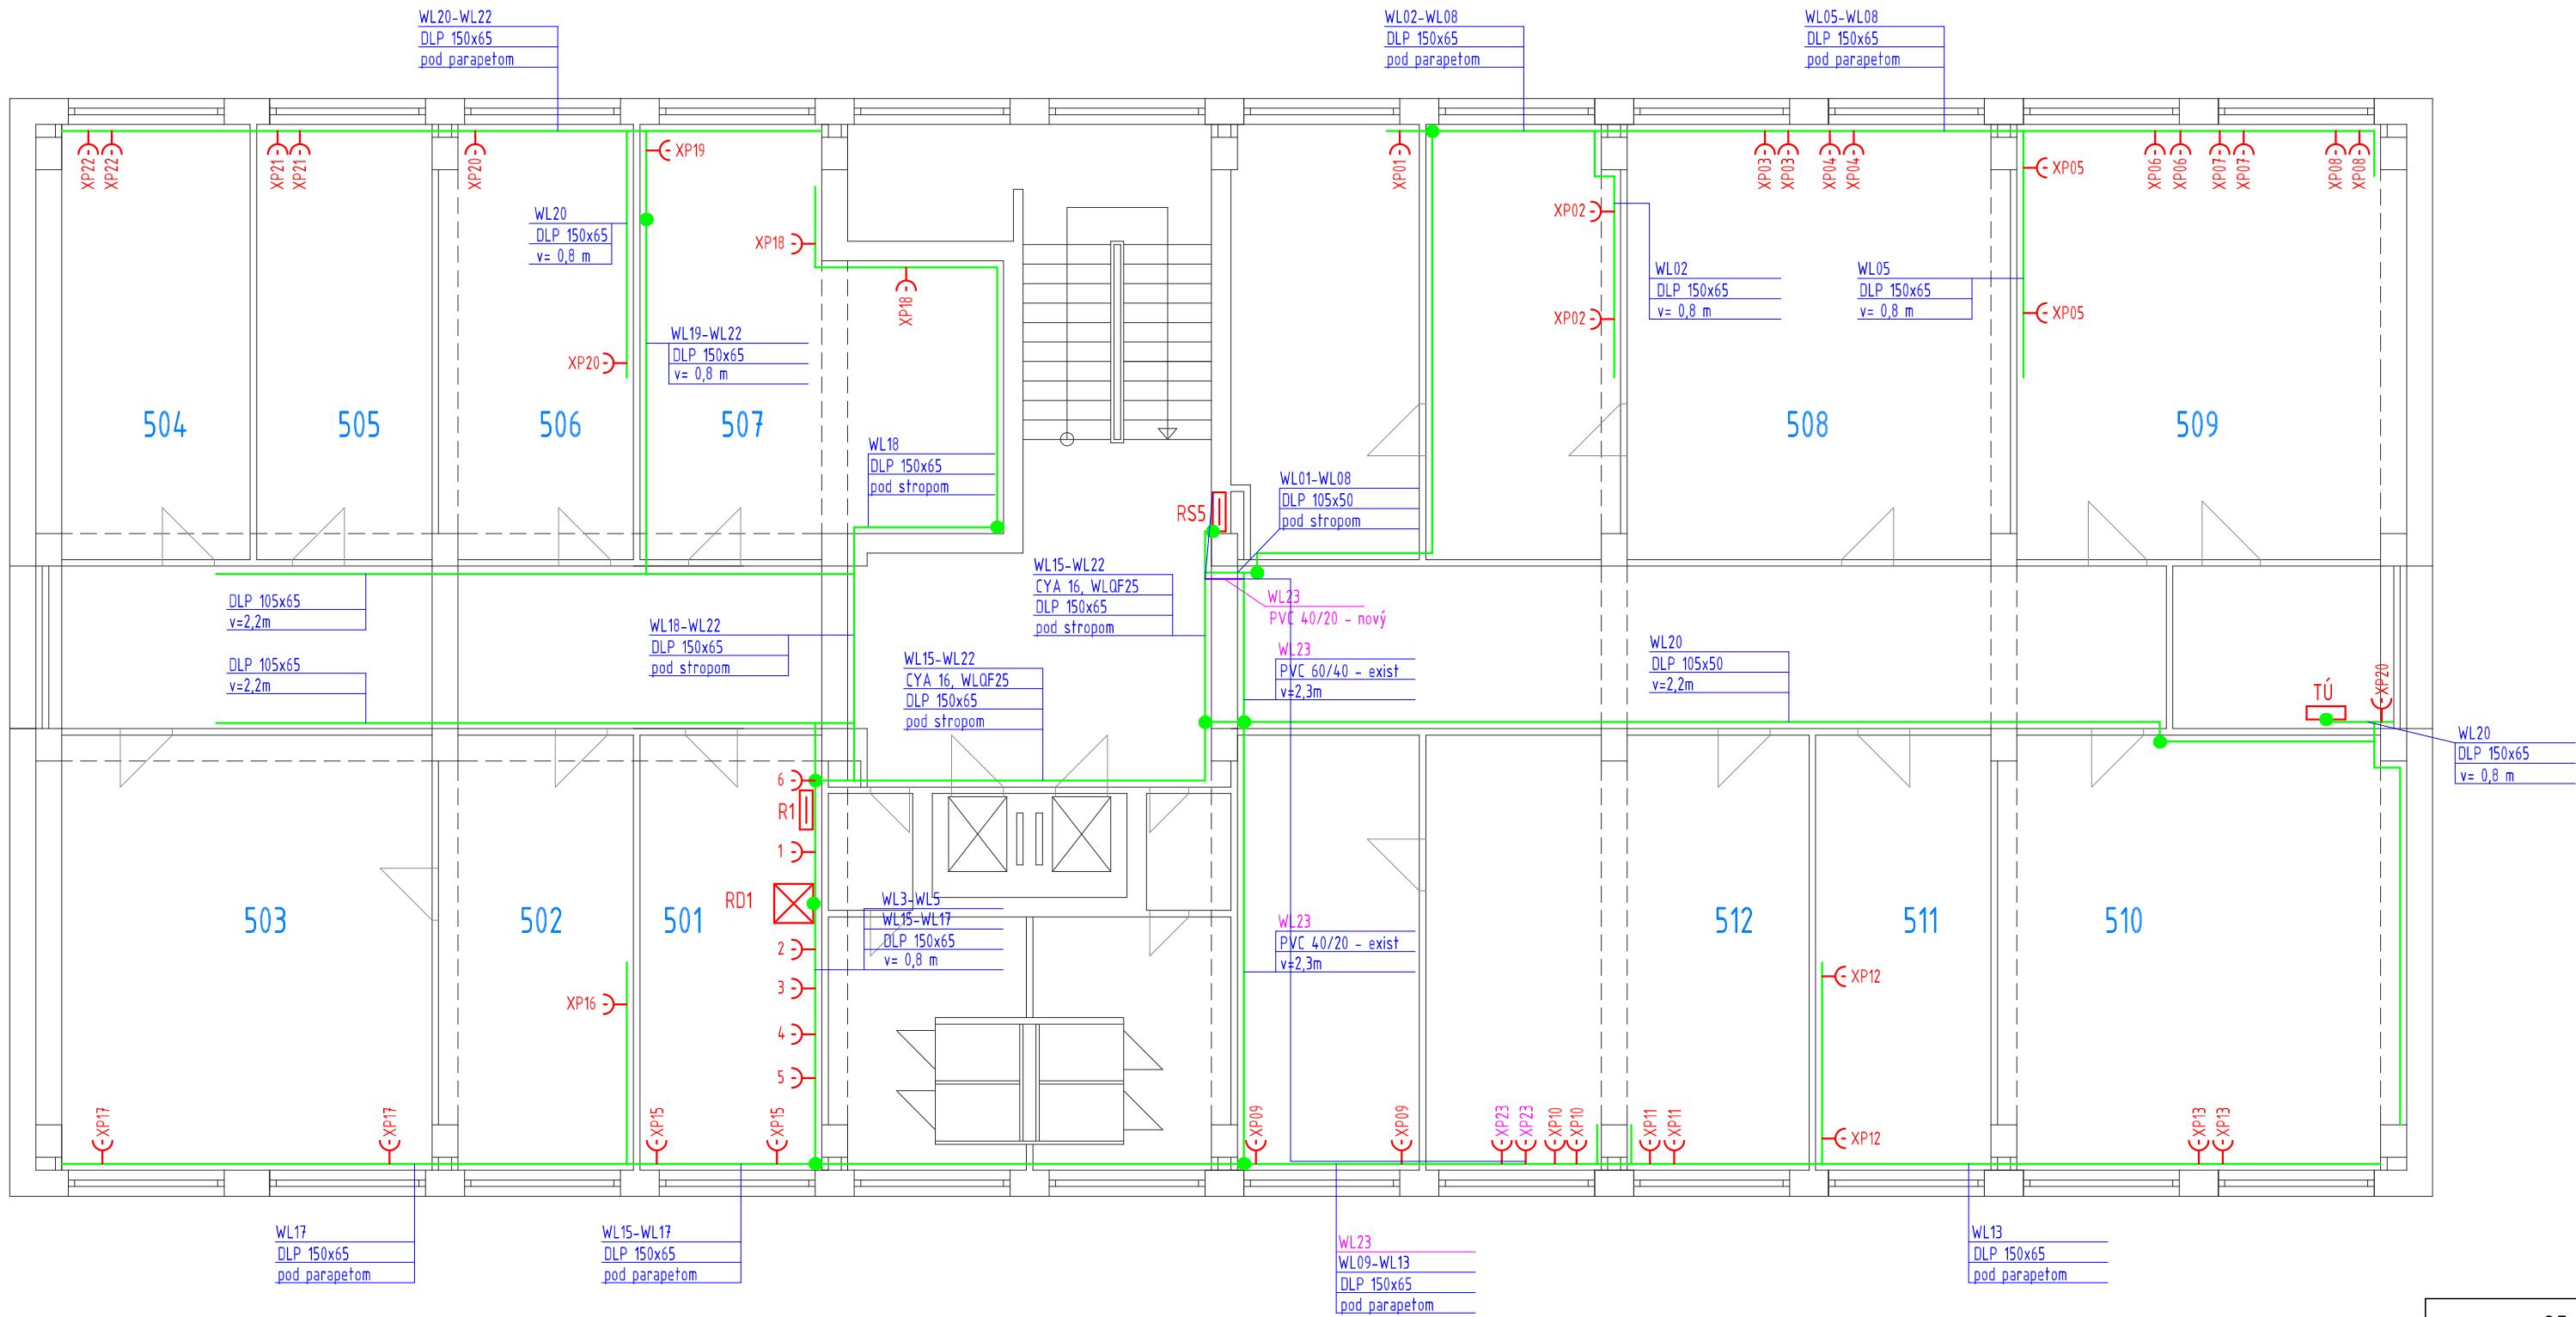 WL20-WL22
DLP 150x65
pod parapetom
WL02-WL08
DLP 150x65
pod parapetom
WL05-WL08
DLP 150x65
pod parapetom
XP22
XP22
XP21
XP21
XP20
XP19
XP01
XP03
XP03
XP04
XP04
XP05
XP06
XP06
XP07
XP07
XP08
XP08
WL20
DLP 150x65
v= 0,8 m
XP18
XP18
XP02
XP02
WL02
DLP 150x65
v= 0,8 m
WL05
DLP 150x65
v= 0,8 m
XP05
XP20
WL19-WL22
DLP 150x65
v= 0,8 m
504
505
506
507
508
509
WL18
DLP 150x65
pod stropom
RS5
WL01-WL08
DLP 105x50
pod stropom
WL15-WL22
CYA 16, WLQF25
DLP 150x65
pod stropom
WL23
PVC 40/20 - nový
DLP 105x65
v=2,2m
WL18-WL22
DLP 150x65
pod stropom
DLP 105x65
v=2,2m
WL15-WL22
CYA 16, WLQF25
DLP 150x65
pod stropom
WL23
PVC 60/40 - exist
v=2,3m
WL20
DLP 105x50
v=2,2m
TÚ
XP20
WL20
DLP 150x65
v= 0,8 m
6
R1
1
RD1
2
3
4
5
WL3-WL5
WL15-WL17
DLP 150x65
v= 0,8 m
WL23
PVC 40/20 - exist
v=2,3m
503
502
501
512
511
510
XP16
XP12
XP12
XP17
XP17
XP15
XP15
XP09
XP09
XP23
XP23
XP10
XP10
XP11
XP11
XP13
XP13
WL17
DLP 150x65
pod parapetom
WL15-WL17
DLP 150x65
pod parapetom
WL23
WL09-WL13
DLP 150x65
pod parapetom
WL13
DLP 150x65
pod parapetom